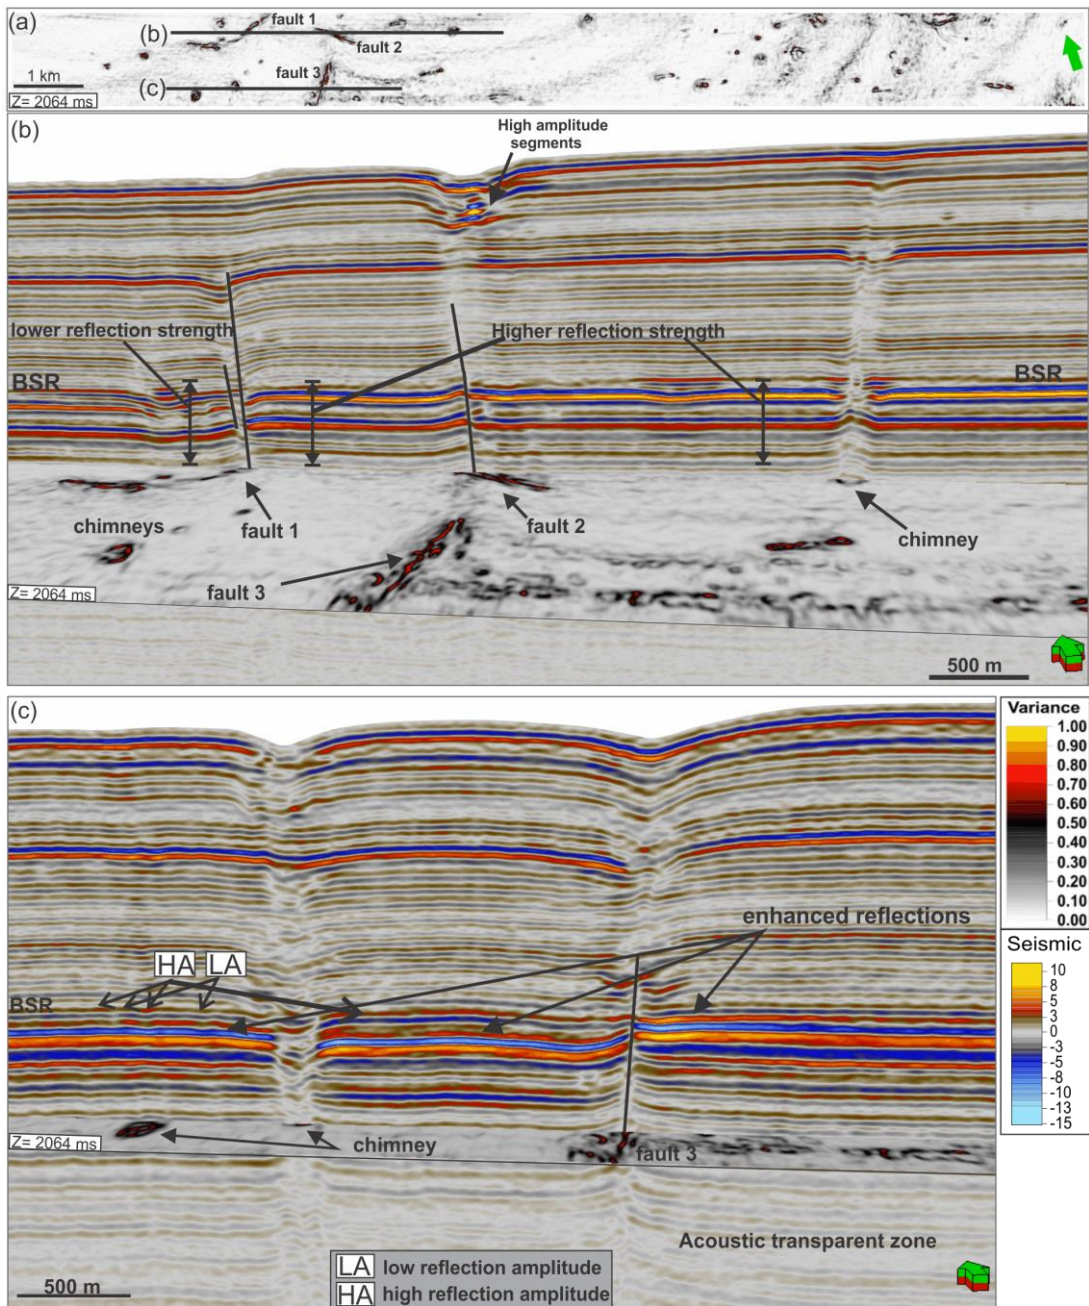 (a)
fault 1
(b)
fault 2
fault 3
1 km
(c)
Z= 2064 ms
(b)
High amplitude
segments
lower reflection strength
Higher reflection strength
BSR
BSR
chimneys
fault 1
fault 2
chimney
fault 3
Z= 2064 ms
500 m
(c)
Variance
1.00
0.90
0.80
0.70
0.60
0.50
0.40
0.30
0.20
0.10
0.00
enhanced reflections
HA
LA
BSR
Seismic
10
8
5
3
2
0
-2
-3
-5
-8
-10
-13
-15
Z= 2064 ms
chimney
fault 3
Acoustic transparent zone
500 m
LA low reflection amplitude
HA high reflection amplitude